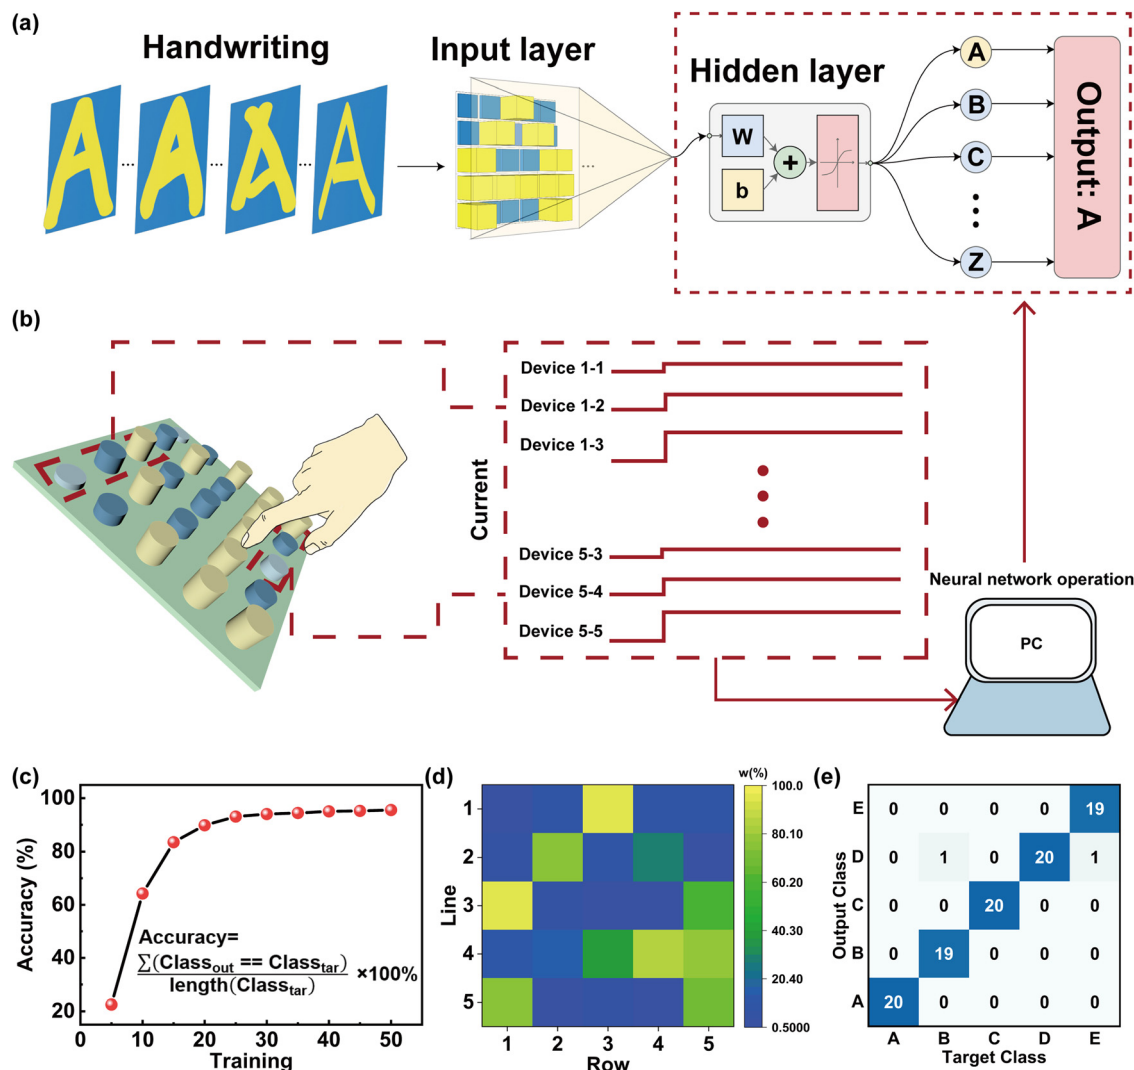 (a)
Handwriting
Input layer
Hidden layer
W
b
+
A
B
C
Z
Output: A
(b)
Current
Device 1-1
Device 1-2
Device 1-3
Device 5-3
Device 5-4
Device 5-5
Neural network operation
PC
(c)
Accuracy (%)
100
80
60
40
20
Accuracy=
∑(Class_out == Class_tar)
length(Class_tar)
×100%
0 10 20 30 40 50
Training
(d)
Line
1
2
3
4
5
1 2 3 4 5
Row
w(%)
100.0
80.10
60.20
40.30
20.40
0.5000
(e)
Output Class
E 0 0 0 0 19
D 0 1 0 20 1
C 0 0 20 0 0
B 0 19 0 0 0
A 20 0 0 0 0
A B C D E
Target Class